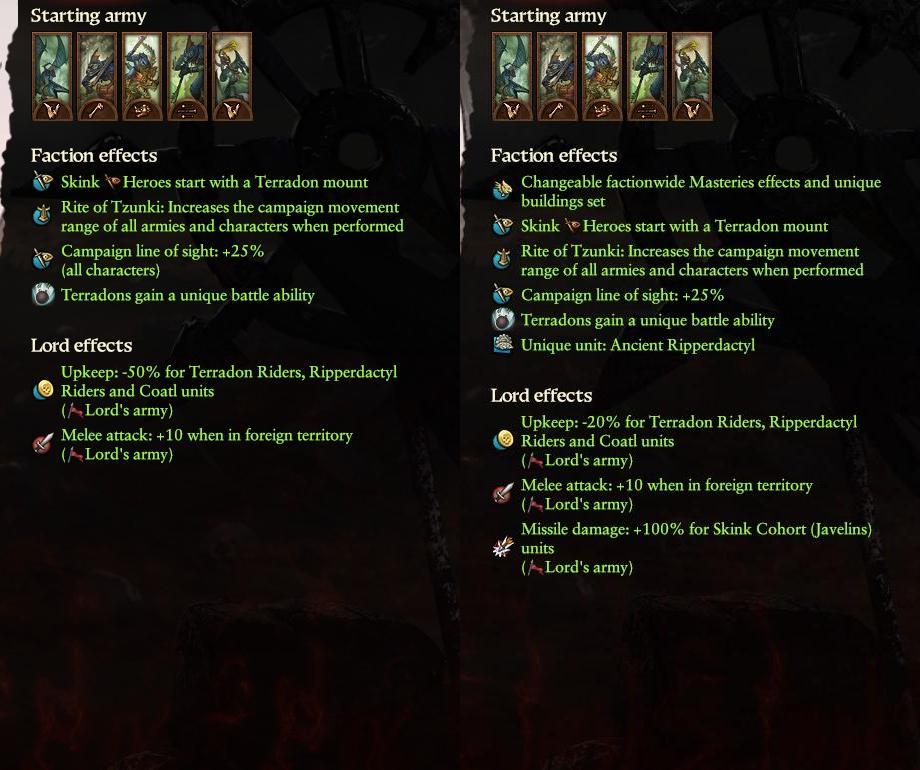 Starting army
Faction effects
Skink Heroes start with a Terradon mount
Rite of Tzunki: Increases the campaign movement
range of all armies and characters when performed
Campaign line of sight: +25%
(all characters)
Terradons gain a unique battle ability
Lord effects
Upkeep: -50% for Terradon Riders, Ripperdactyl
Riders and Coatl units
(Lord's army)
Melee attack: +10 when in foreign territory
(Lord's army)
Starting army
Faction effects
Changeable factionwide Masteries effects and unique
buildings set
Skink Heroes start with a Terradon mount
Rite of Tzunki: Increases the campaign movement
range of all armies and characters when performed
Campaign line of sight: +25%
Terradons gain a unique battle ability
Unique unit: Ancient Ripperdactyl
Lord effects
Upkeep: -20% for Terradon Riders, Ripperdactyl
Riders and Coatl units
(Lord's army)
Melee attack: +10 when in foreign territory
(Lord's army)
Missile damage: +100% for Skink Cohort (Javelins)
units
(Lord's army)